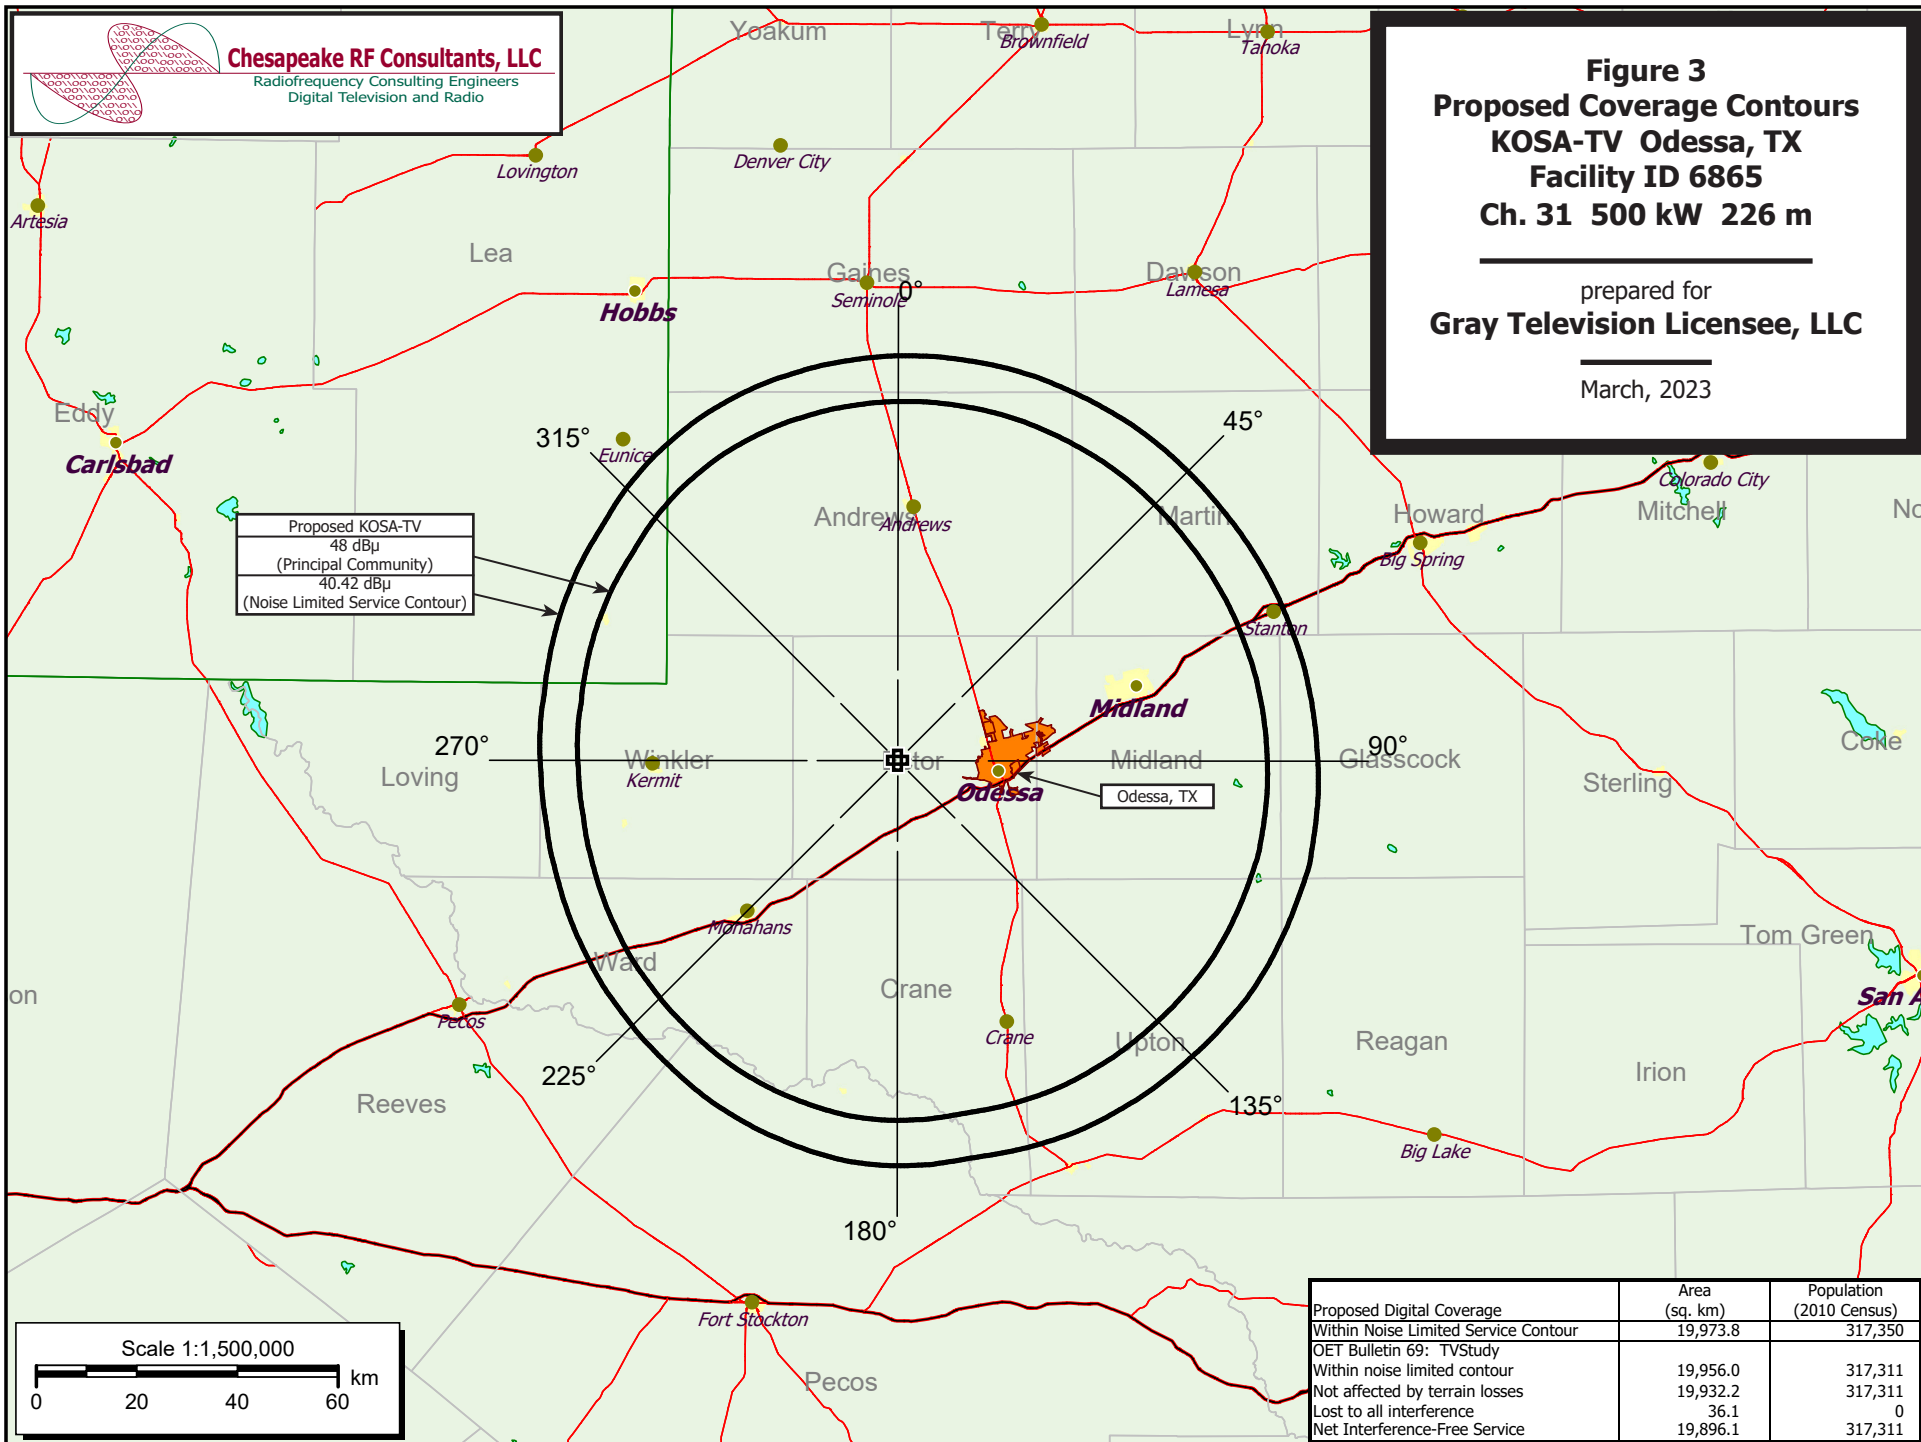 Chesapeake RF Consultants, LLC
Radiofrequency Consulting Engineers
Digital Television and Radio
Figure 3
Proposed Coverage Contours
KOSA-TV Odessa, TX
Facility ID 6865
Ch. 31 500 kW 226 m
prepared for
Gray Television Licensee, LLC
March, 2023
Yoakum
Terry
Brownfield
Lynn
Tahoka
Denver City
Lovington
Artesia
Lea
Gaines
Seminole
Dawson
Lamesa
0°
Hobbs
Eddy
Carlsbad
315°
Eunice
45°
Andrews
Andrews
Martin
Howard
Big Spring
Colorado City
Mitchell
No
Proposed KOSA-TV
48 dBµ
(Principal Community)
40.42 dBµ
(Noise Limited Service Contour)
Stanton
Midland
270°
Loving
Winkler
Kermit
tor
Odessa
Odessa, TX
Midland
90°
Glasscock
Sterling
Coke
Monahans
Ward
Crane
Crane
Upton
Reagan
Tom Green
San A
Irion
on
Pecos
Reeves
225°
135°
Big Lake
180°
Fort Stockton
Pecos
Scale 1:1,500,000
km
0 20 40 60
Proposed Digital Coverage Area (sq. km) Population (2010 Census)
Within Noise Limited Service Contour 19,973.8 317,350
OET Bulletin 69: TVStudy
Within noise limited contour 19,956.0 317,311
Not affected by terrain losses 19,932.2 317,311
Lost to all interference 36.1 0
Net Interference-Free Service 19,896.1 317,311